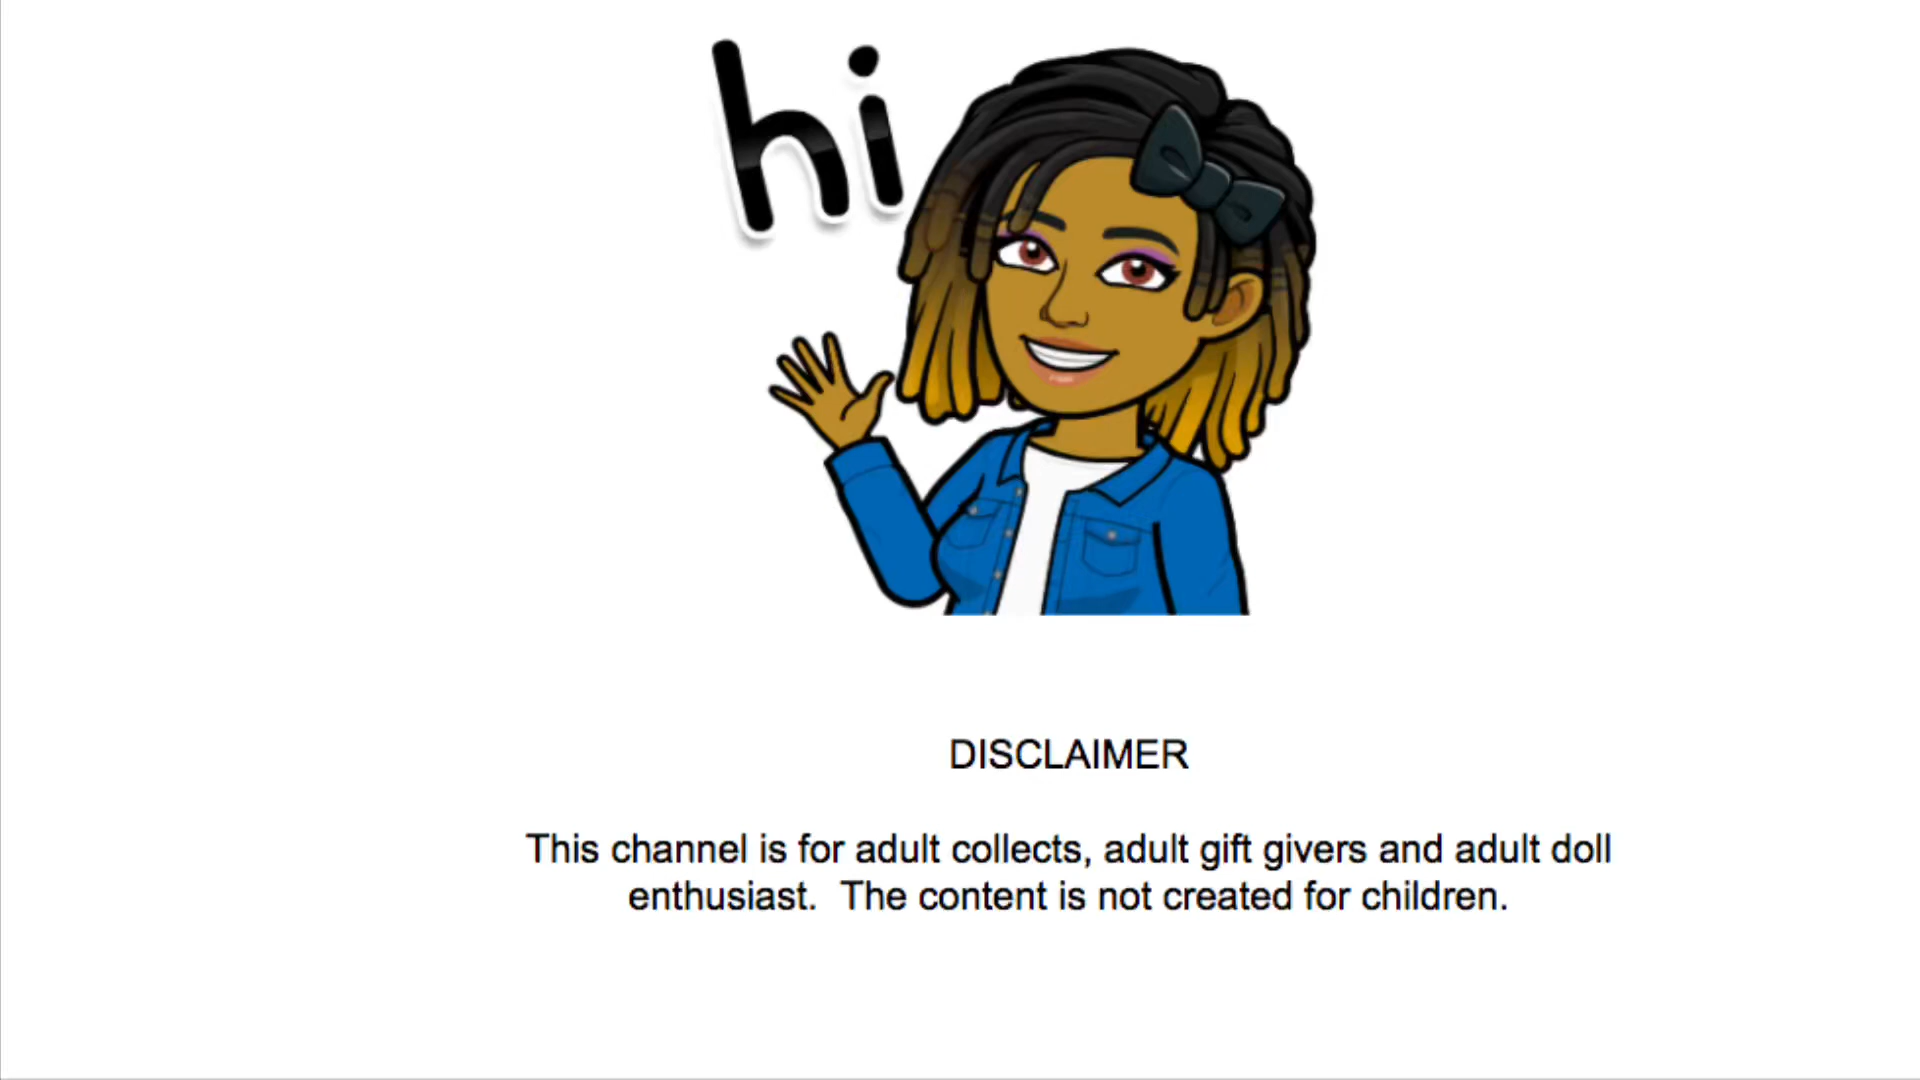 hi
DISCLAIMER
This channel is for adult collects, adult gift givers and adult doll
enthusiast.  The content is not created for children.